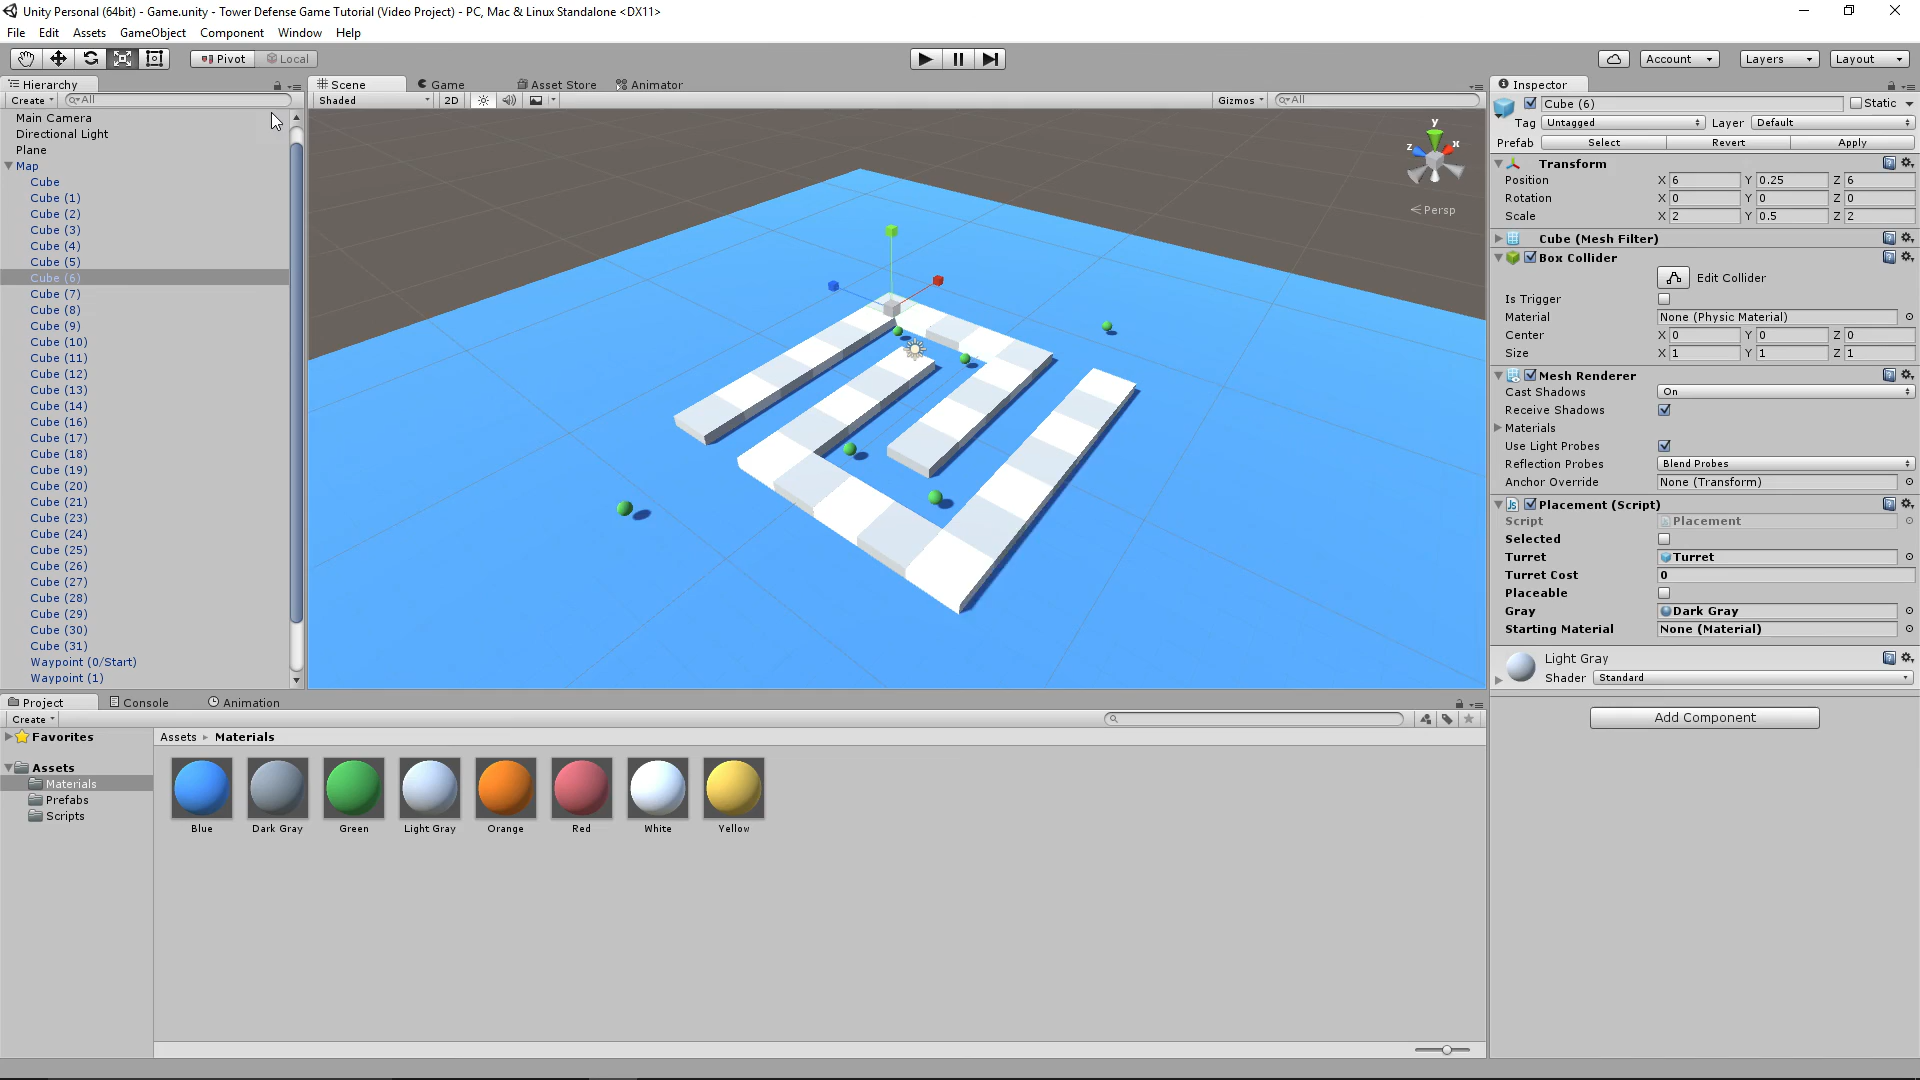 Unity Personal (64bit) - Game.unity - Tower Defense Game Tutorial (Video Project) - PC, Mac & Linux Standalone <DX11>
File Edit Assets GameObject Component Window Help
Pivot Local Account Layers Layout
Hierarchy
Create All
Main Camera
Directional Light
Plane
Map
Cube
Cube (1)
Cube (2)
Cube (3)
Cube (4)
Cube (5)
Cube (6)
Cube (7)
Cube (8)
Cube (9)
Cube (10)
Cube (11)
Cube (12)
Cube (13)
Cube (14)
Cube (16)
Cube (17)
Cube (18)
Cube (19)
Cube (20)
Cube (21)
Cube (23)
Cube (24)
Cube (25)
Cube (26)
Cube (27)
Cube (28)
Cube (29)
Cube (30)
Cube (31)
Waypoint (0/Start)
Waypoint (1)
Scene Game Asset Store Animator
Shaded 2D Gizmos All
y
x
z
Persp
Inspector
Cube (6) Static
Tag Untagged Layer Default
Prefab Select Revert Apply
Transform
Position X 6 Y 0.25 Z 6
Rotation X 0 Y 0 Z 0
Scale X 2 Y 0.5 Z 2
Cube (Mesh Filter)
Box Collider
Edit Collider
Is Trigger
Material None (Physic Material)
Center X 0 Y 0 Z 0
Size X 1 Y 1 Z 1
Mesh Renderer
Cast Shadows On
Receive Shadows
Materials
Use Light Probes
Reflection Probes Blend Probes
Anchor Override None (Transform)
Placement (Script)
Script Placement
Selected
Turret Turret
Turret Cost 0
Placeable
Gray Dark Gray
Starting Material None (Material)
Light Gray
Shader Standard
Add Component
Project Console Animation
Create
Favorites
Assets
Materials
Prefabs
Scripts
Assets Materials
Blue Dark Gray Green Light Gray Orange Red White Yellow